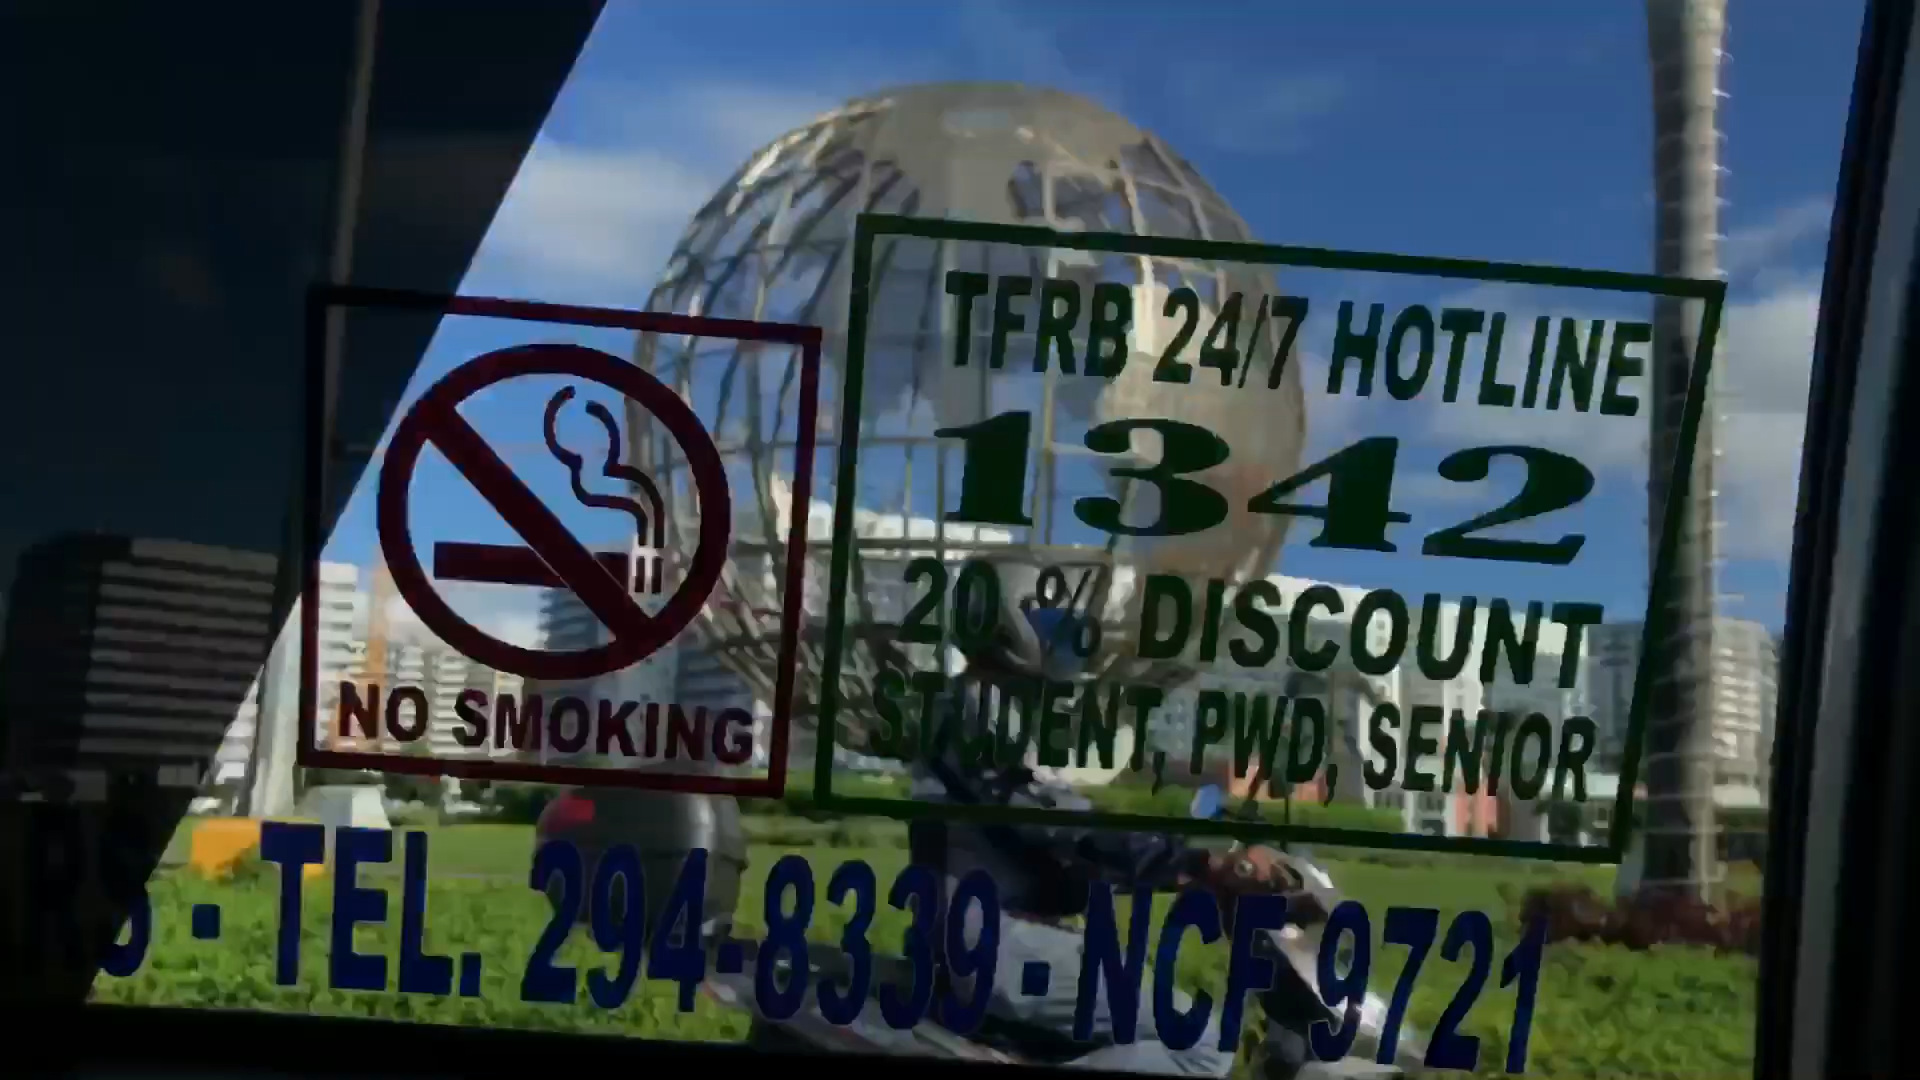 NO SMOKING
TFRB 24/7 HOTLINE
1342
20 % DISCOUNT
STUDENT, PWD, SENIOR
· TEL. 294-8339 · NCF 9721